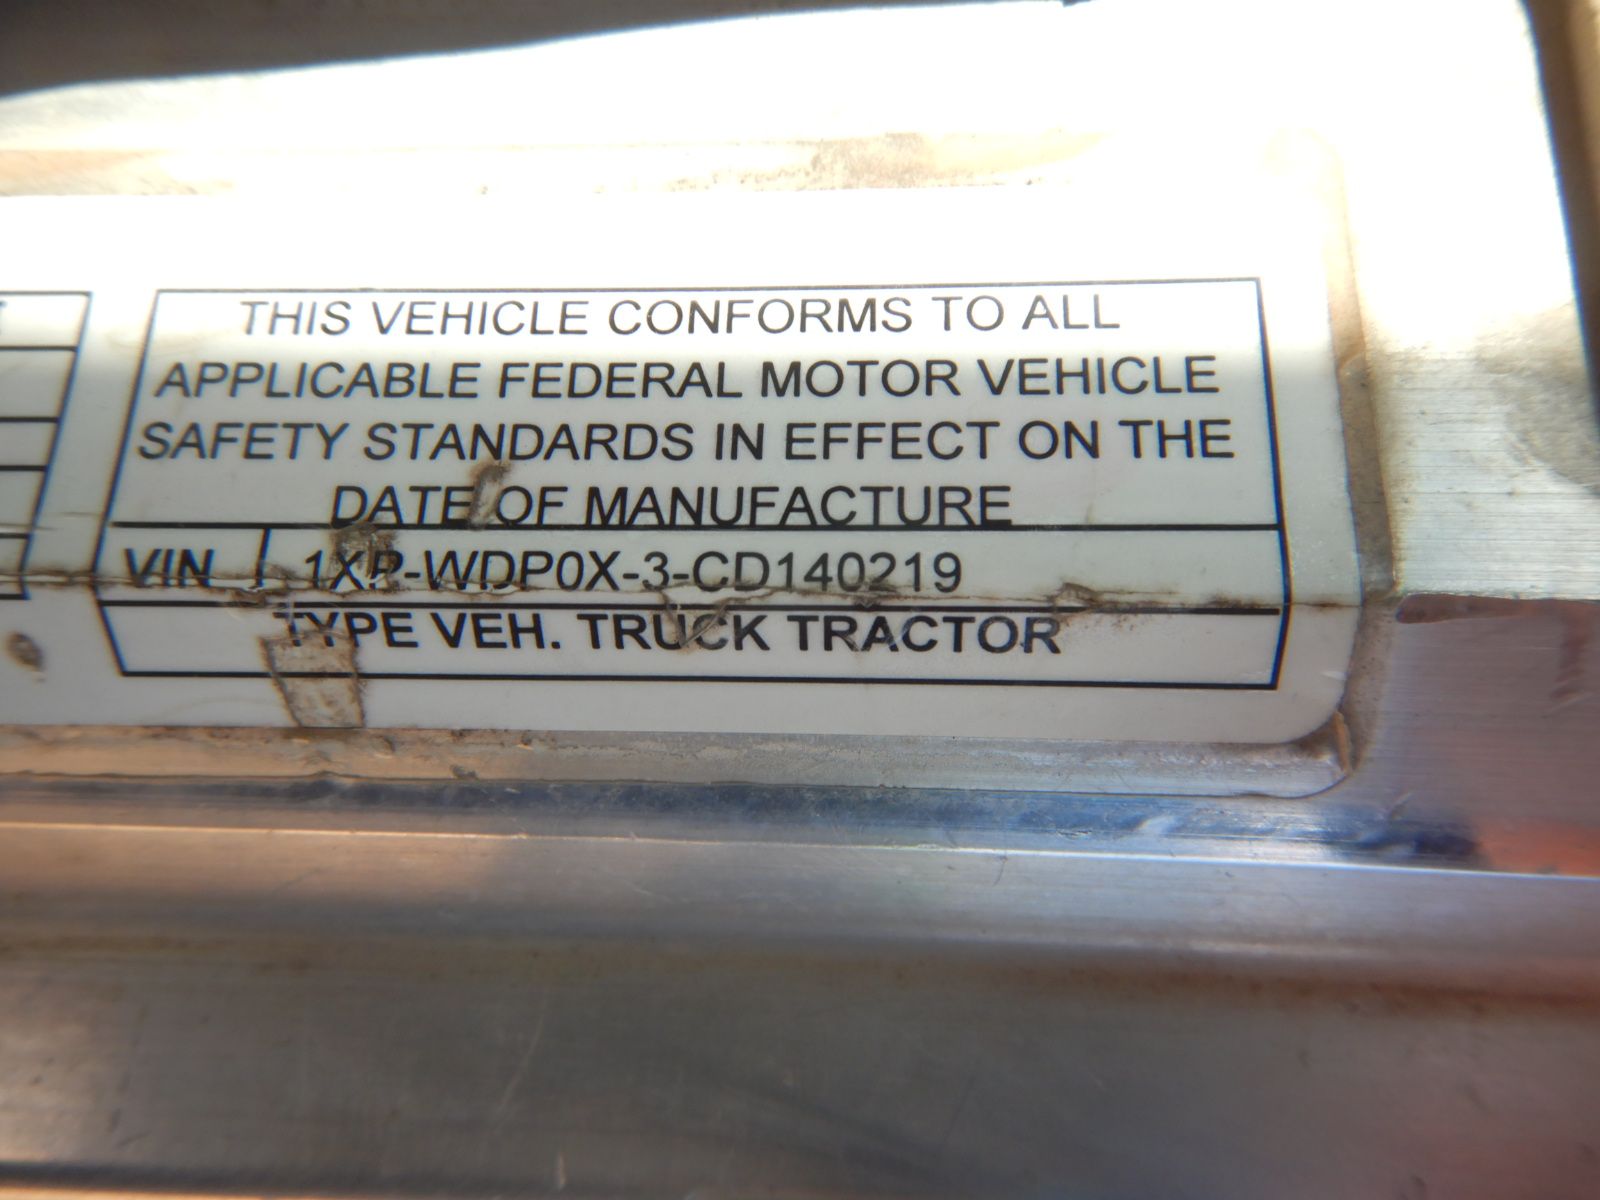 THIS VEHICLE CONFORMS TO ALL
APPLICABLE FEDERAL MOTOR VEHICLE
SAFETY STANDARDS IN EFFECT ON THE
DATE OF MANUFACTURE
VIN 1XP-WDP0X-3-CD140219
TYPE VEH. TRUCK TRACTOR